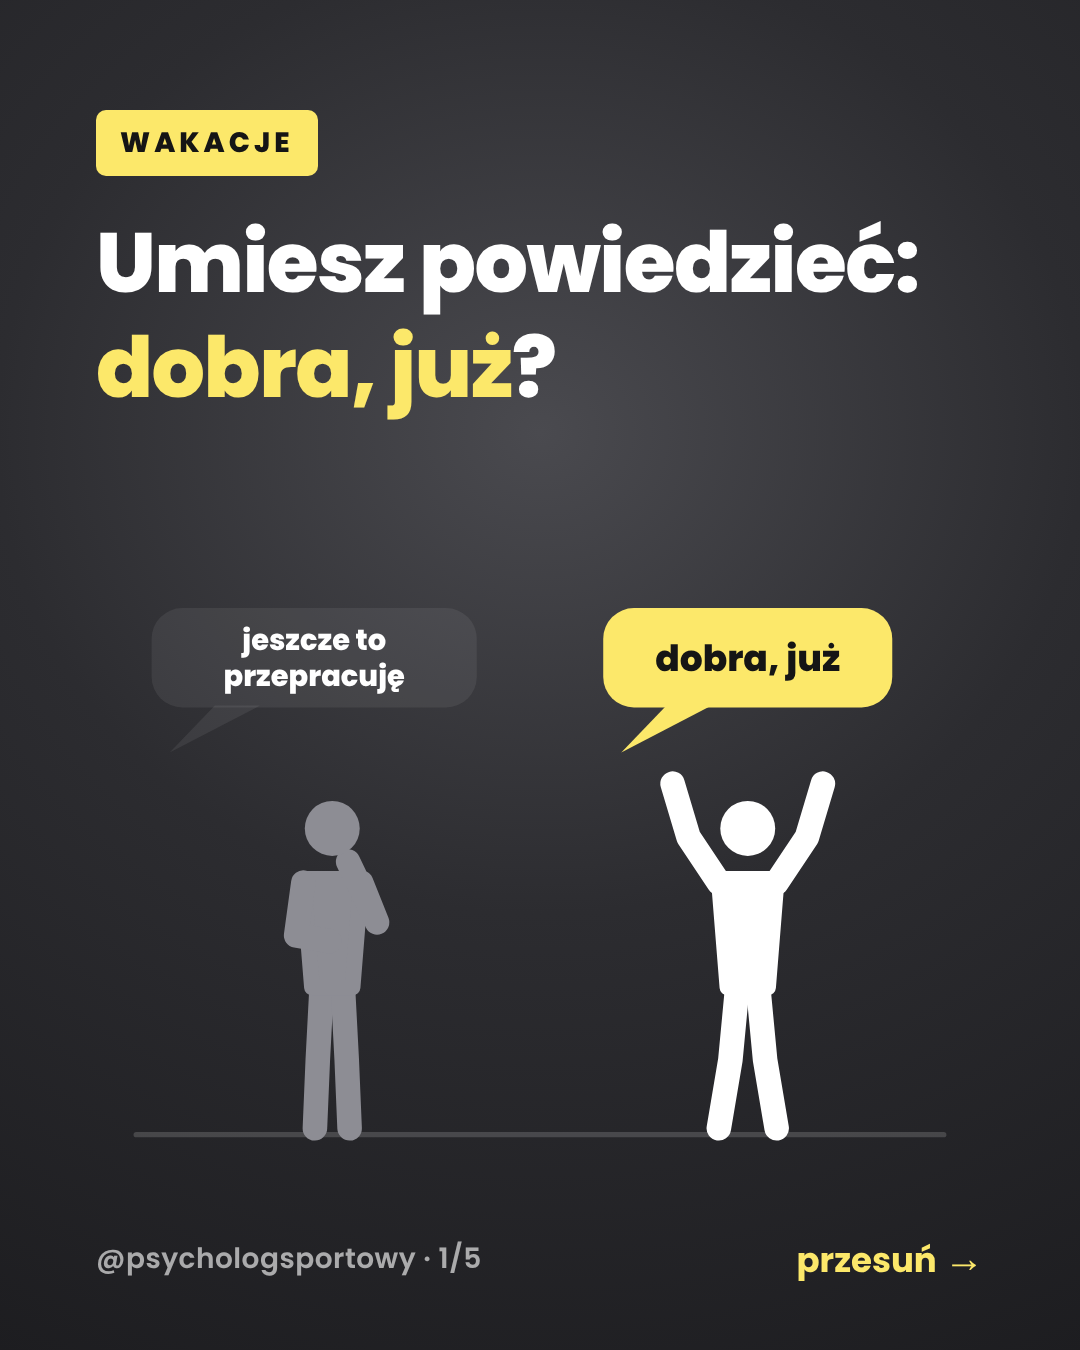 WAKACJE
Umiesz powiedzieć:
dobra, już?
jeszcze to
przepracuję
dobra, już
@psychologsportowy · 1/5
przesuń →